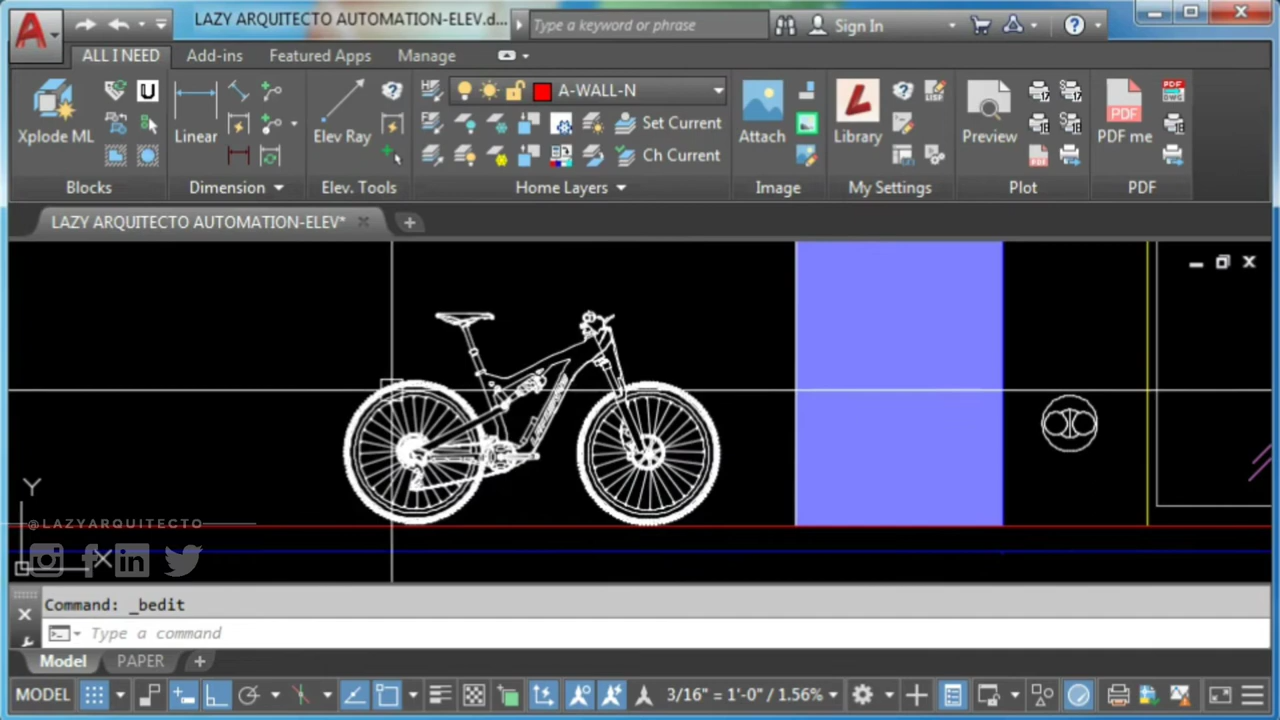 LAZY ARQUITECTO AUTOMATION-ELEV.d...
Type a keyword or phrase
Sign In
ALL I NEED
Add-ins
Featured Apps
Manage
Xplode ML
U
Linear
Elev Ray
A-WALL-N
Set Current
Ch Current
Attach
Library
LISP
Preview
PDF me
PDF
Blocks
Dimension
Elev. Tools
Home Layers
Image
My Settings
Plot
PDF
LAZY ARQUITECTO AUTOMATION-ELEV*
Y
@LAZYARQUITECTO
X
Command: _bedit
Type a command
Model
PAPER
MODEL
3/16" = 1'-0" / 1.56%